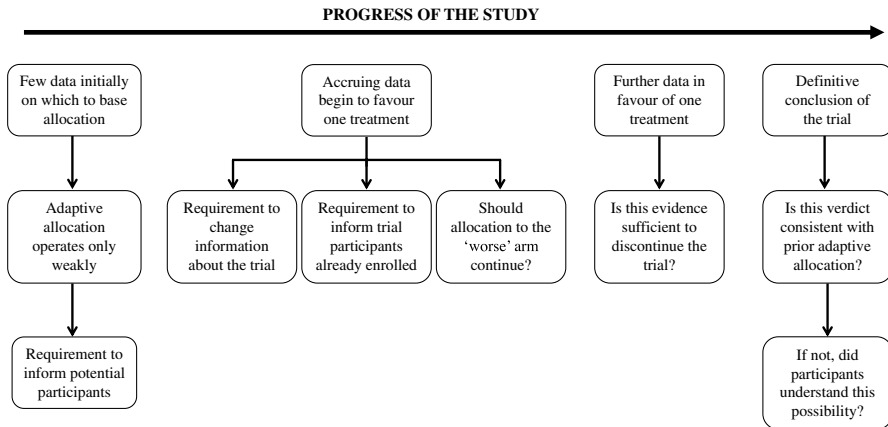 PROGRESS OF THE STUDY
Few data initially
on which to base
allocation
Adaptive
allocation
operates only
weakly
Requirement to
inform potential
participants
Accruing data
begin to favour
one treatment
Requirement to
change
information
about the trial
Requirement to
inform trial
participants
already enrolled
Should
allocation to the
‘worse’ arm
continue?
Further data in
favour of one
treatment
Is this evidence
sufficient to
discontinue the
trial?
Definitive
conclusion of
the trial
Is this verdict
consistent with
prior adaptive
allocation?
If not, did
participants
understand this
possibility?